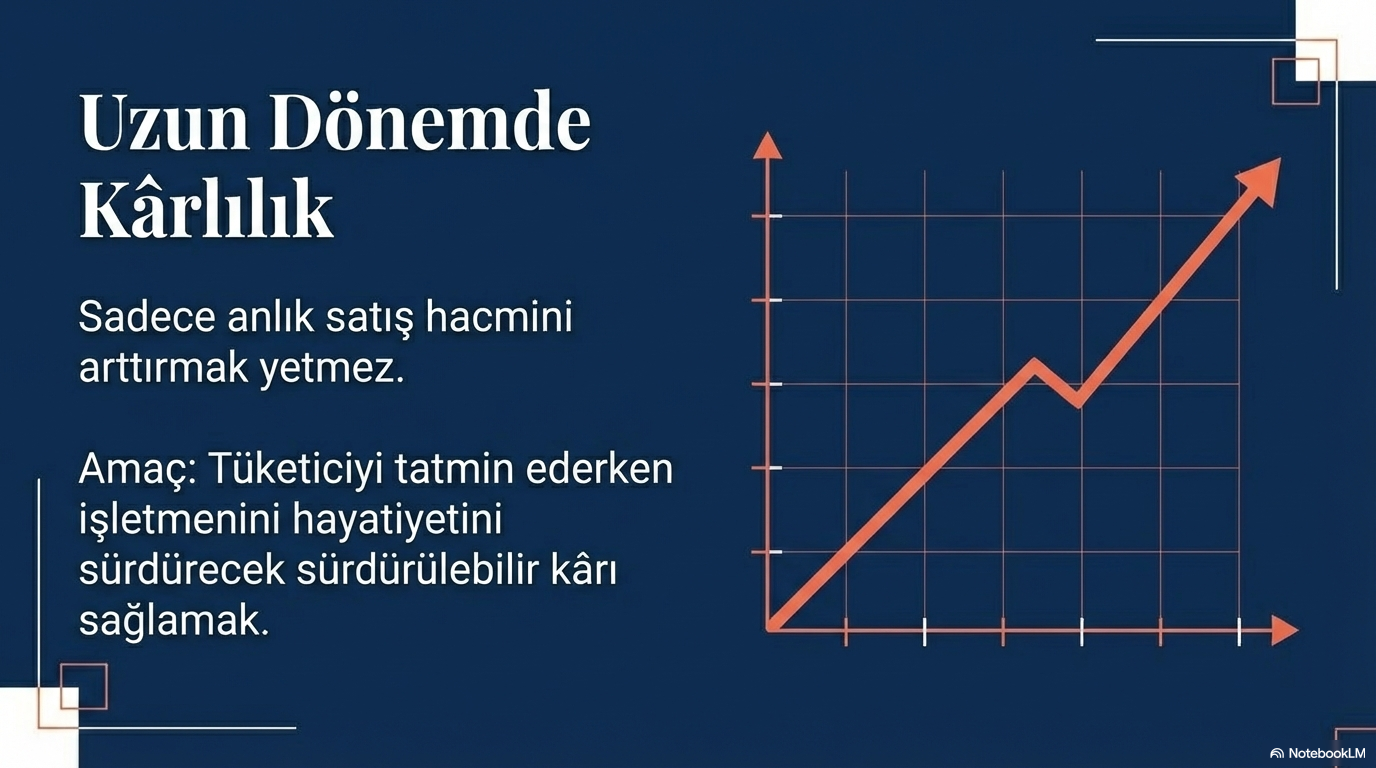 Uzun Dönemde
Kârlılık
Sadece anlık satış hacmini
arttırmak yetmez.
Amaç: Tüketiciyi tatmin ederken
işletmenini hayatiyetini
sürdürecek sürdürülebilir kârı
sağlamak.
NotebookLM